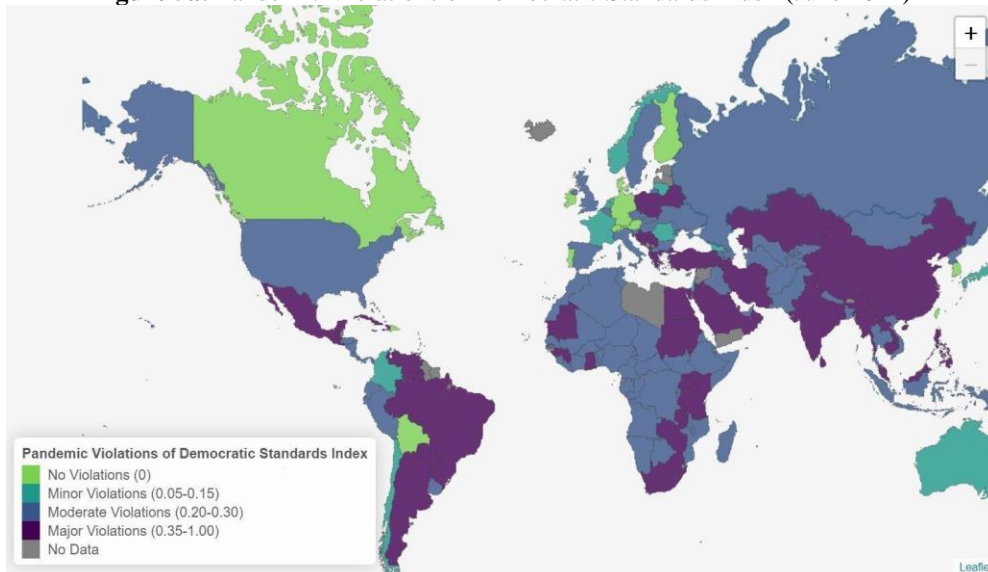 +
−
Pandemic Violations of Democratic Standards Index
No Violations (0)
Minor Violations (0.05-0.15)
Moderate Violations (0.20-0.30)
Major Violations (0.35-1.00)
No Data
Leafle